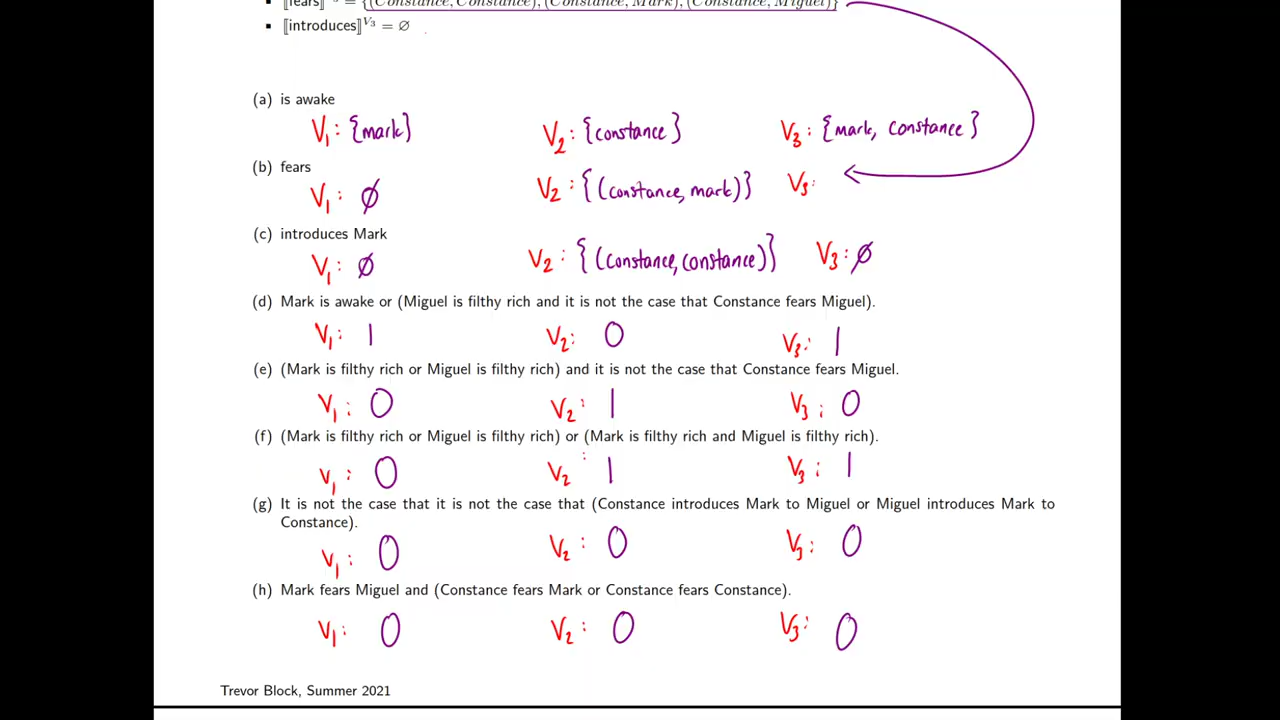 ▪ ⟦fears⟧ = {(Constance, Constance), (Constance, Mark), (Constance, Miguel)}
▪ ⟦introduces⟧^V₃ = ∅
(a) is awake
V₁: {mark} V₂: {constance} V₃: {mark, constance}
(b) fears
V₁: ∅ V₂: {(constance, mark)} V₃:
(c) introduces Mark
V₁: ∅ V₂: {(constance, constance)} V₃: ∅
(d) Mark is awake or (Miguel is filthy rich and it is not the case that Constance fears Miguel).
V₁: 1 V₂: 0 V₃: 1
(e) (Mark is filthy rich or Miguel is filthy rich) and it is not the case that Constance fears Miguel.
V₁: 0 V₂: 1 V₃: 0
(f) (Mark is filthy rich or Miguel is filthy rich) or (Mark is filthy rich and Miguel is filthy rich).
V₁: 0 V₂: 1 V₃: 1
(g) It is not the case that it is not the case that (Constance introduces Mark to Miguel or Miguel introduces Mark to
Constance).
V₁: 0 V₂: 0 V₃: 0
(h) Mark fears Miguel and (Constance fears Mark or Constance fears Constance).
V₁: 0 V₂: 0 V₃: 0
Trevor Block, Summer 2021